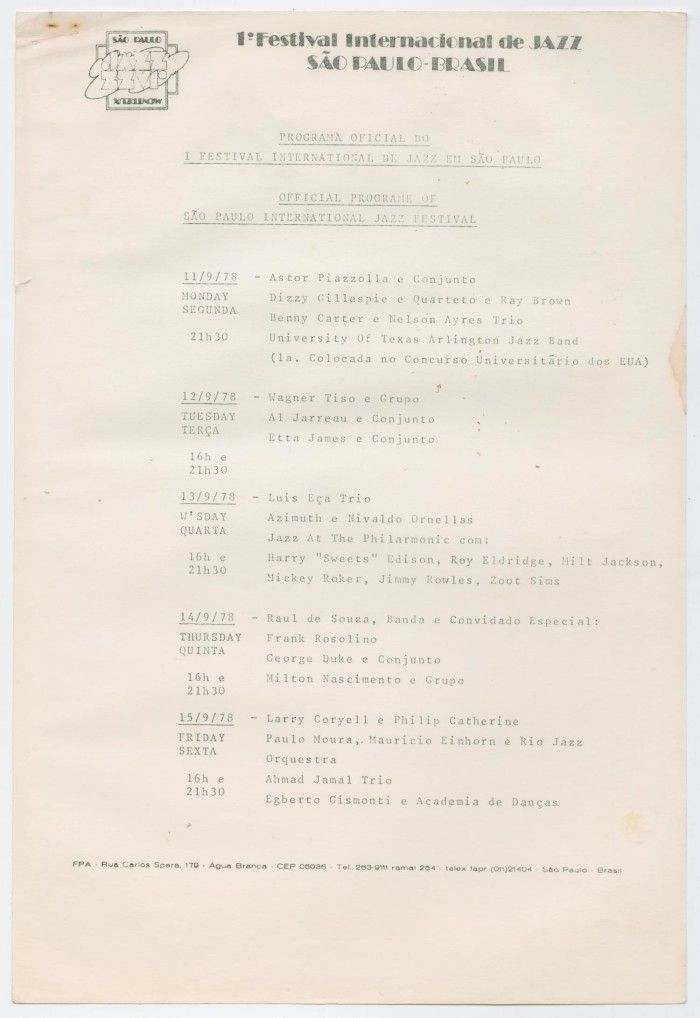 SÃO PAULO
JAZZ
MONTREUX
1º Festival Internacional de JAZZ
SÃO PAULO-BRASIL
PROGRAMA OFICIAL DO
I FESTIVAL INTERNATIONAL DE JAZZ EM SÃO PAULO
OFFICIAL PROGRAME OF
SÃO PAULO INTERNATIONAL JAZZ FESTIVAL
11/9/78 - Astor Piazzolla e Conjunto
MONDAY Dizzy Gillespie e Quarteto e Ray Brown
SEGUNDA Benny Carter e Nelson Ayres Trio
21h30 University Of Texas Arlington Jazz Band
(1a. Colocada no Concurso Universitário dos EUA)
12/9/78 - Wagner Tiso e Grupo
TUESDAY Al Jarreau e Conjunto
TERÇA Etta James e Conjunto
16h e
21h30
13/9/78 - Luis Eça Trio
W'SDAY Azimuth e Nivaldo Ornellas
QUARTA Jazz At The Philarmonic com:
16h e Harry "Sweets" Edison, Roy Eldridge, Milt Jackson,
21h30 Mickey Roker, Jimmy Rowles, Zoot Sims
14/9/78 - Raul de Souza, Banda e Convidado Especial:
THURSDAY Frank Rosolino
QUINTA George Duke e Conjunto
16h e Milton Nascimento e Grupo
21h30
15/9/78 - Larry Coryell e Philip Catherine
FRIDAY Paulo Moura, Mauricio Einhorn e Rio Jazz
SEXTA Orquestra
16h e Ahmad Jamal Trio
21h30 Egberto Gismonti e Academia de Danças
FPA - Rua Carlos Spera, 179 - Água Branca - CEP 05036 - Tel. 263-9111 ramal 254 - telex fapr (011)21404 - São Paulo - Brasil